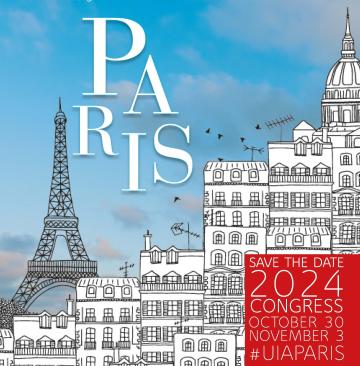 PARIS
SAVE THE DATE
2024
CONGRESS
OCTOBER 30
NOVEMBER 3
#UIAPARIS